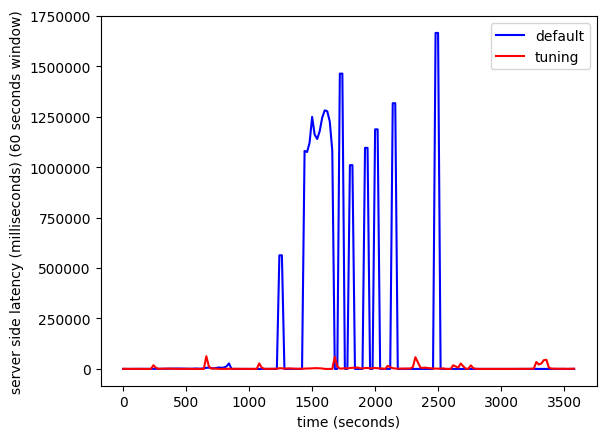 server side latency (milliseconds) (60 seconds window)
1750000
1500000
1250000
1000000
750000
500000
250000
0
default
tuning
0 500 1000 1500 2000 2500 3000 3500
time (seconds)